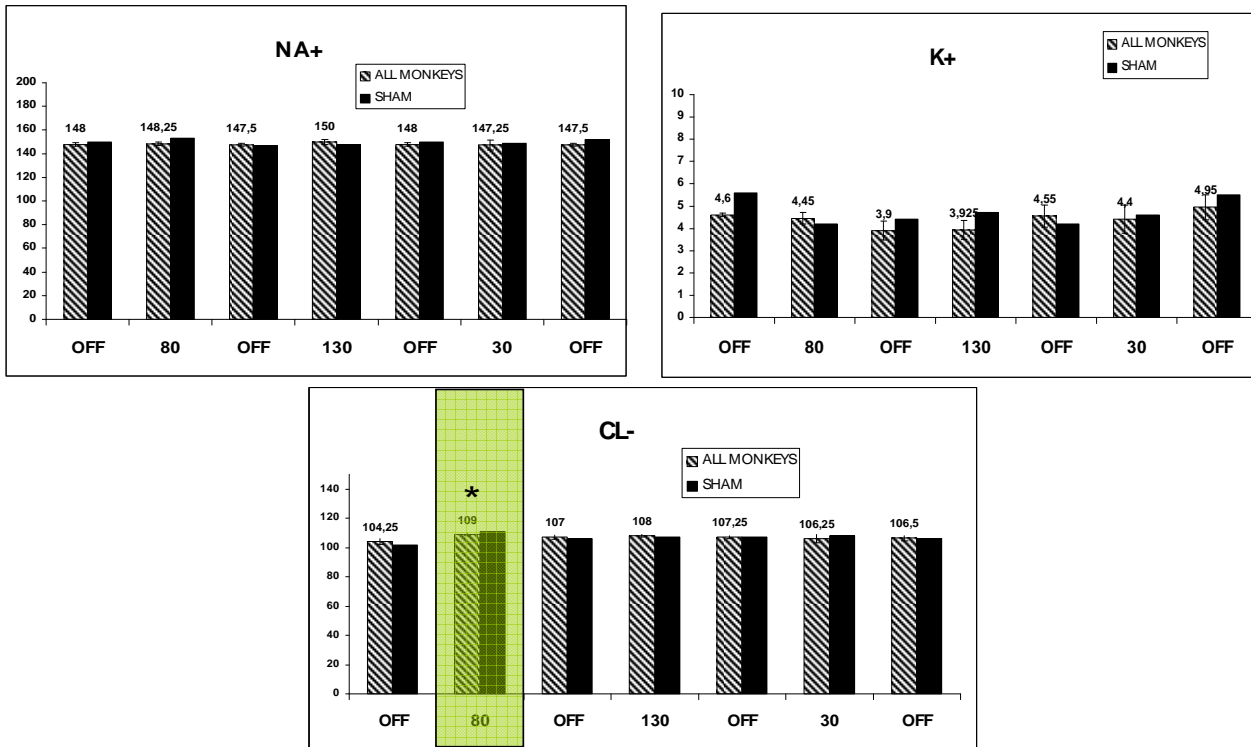 NA+
ALL MONKEYS
SHAM
200
180
160
140
120
100
80
60
40
20
0
148 148,25 147,5 150 148 147,25 147,5
OFF 80 OFF 130 OFF 30 OFF
K+
ALL MONKEYS
SHAM
10
9
8
7
6
5
4
3
2
1
0
4,6 4,45 3,9 3,925 4,55 4,4 4,95
OFF 80 OFF 130 OFF 30 OFF
CL-
ALL MONKEYS
SHAM
*
140
120
100
80
60
40
20
0
104,25 109 107 108 107,25 106,25 106,5
OFF 80 OFF 130 OFF 30 OFF